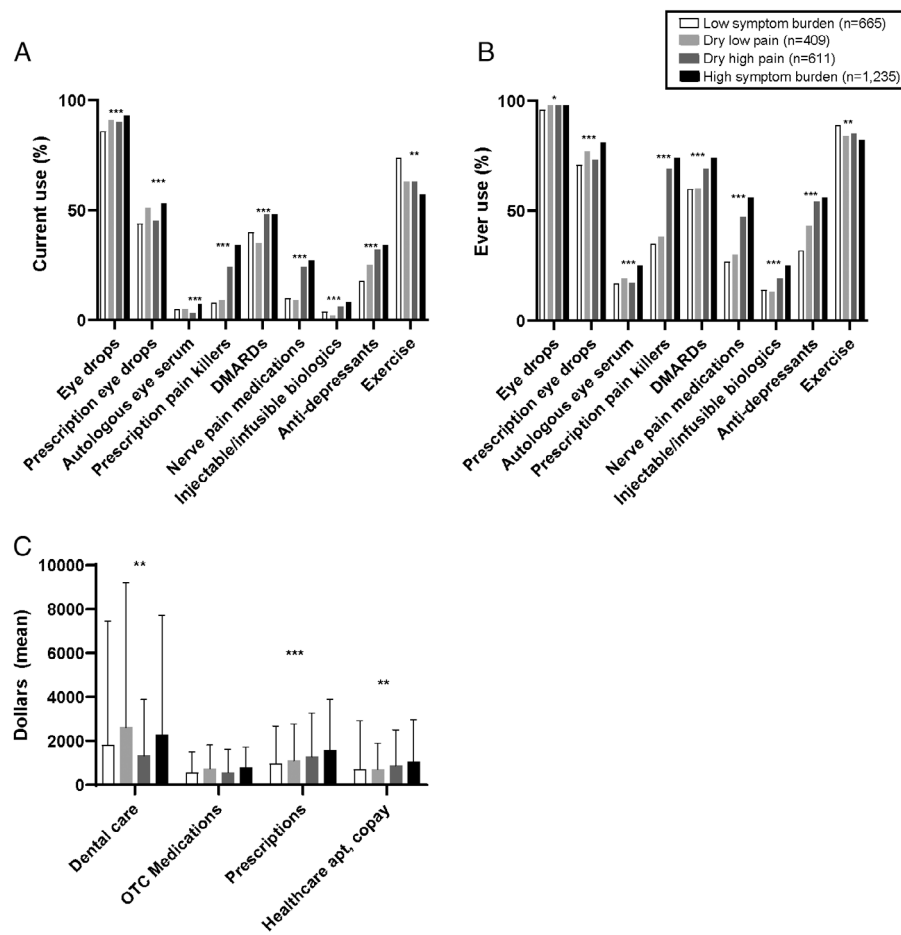 Low symptom burden (n=665)
Dry low pain (n=409)
Dry high pain (n=611)
High symptom burden (n=1,235)
A
Current use (%)
100
50
0
***
***
***
***
***
***
***
***
**
Eye drops
Prescription eye drops
Autologous eye serum
Prescription pain killers
DMARDs
Nerve pain medications
Injectable/infusible biologics
Anti-depressants
Exercise
B
Ever use (%)
100
50
0
*
***
***
***
***
***
***
***
**
Eye drops
Prescription eye drops
Autologous eye serum
Prescription pain killers
DMARDs
Nerve pain medications
Injectable/infusible biologics
Anti-depressants
Exercise
C
Dollars (mean)
10000
8000
6000
4000
2000
0
**
***
**
Dental care
OTC Medications
Prescriptions
Healthcare apt, copay